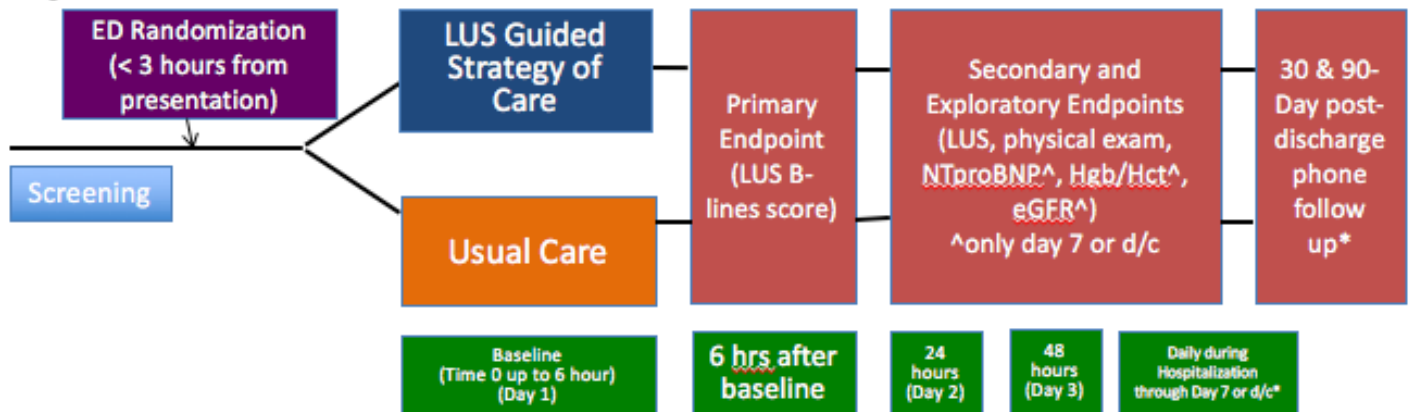 ED Randomization
(< 3 hours from
presentation)
Screening
LUS Guided
Strategy of
Care
Usual Care
Primary
Endpoint
(LUS B-
lines score)
Secondary and
Exploratory Endpoints
(LUS, physical exam,
NTproBNP^, Hgb/Hct^,
eGFR^)
^only day 7 or d/c
30 & 90-
Day post-
discharge
phone
follow
up*
Baseline
(Time 0 up to 6 hour)
(Day 1)
6 hrs after
baseline
24
hours
(Day 2)
48
hours
(Day 3)
Daily during
Hospitalization
through Day 7 or d/c*